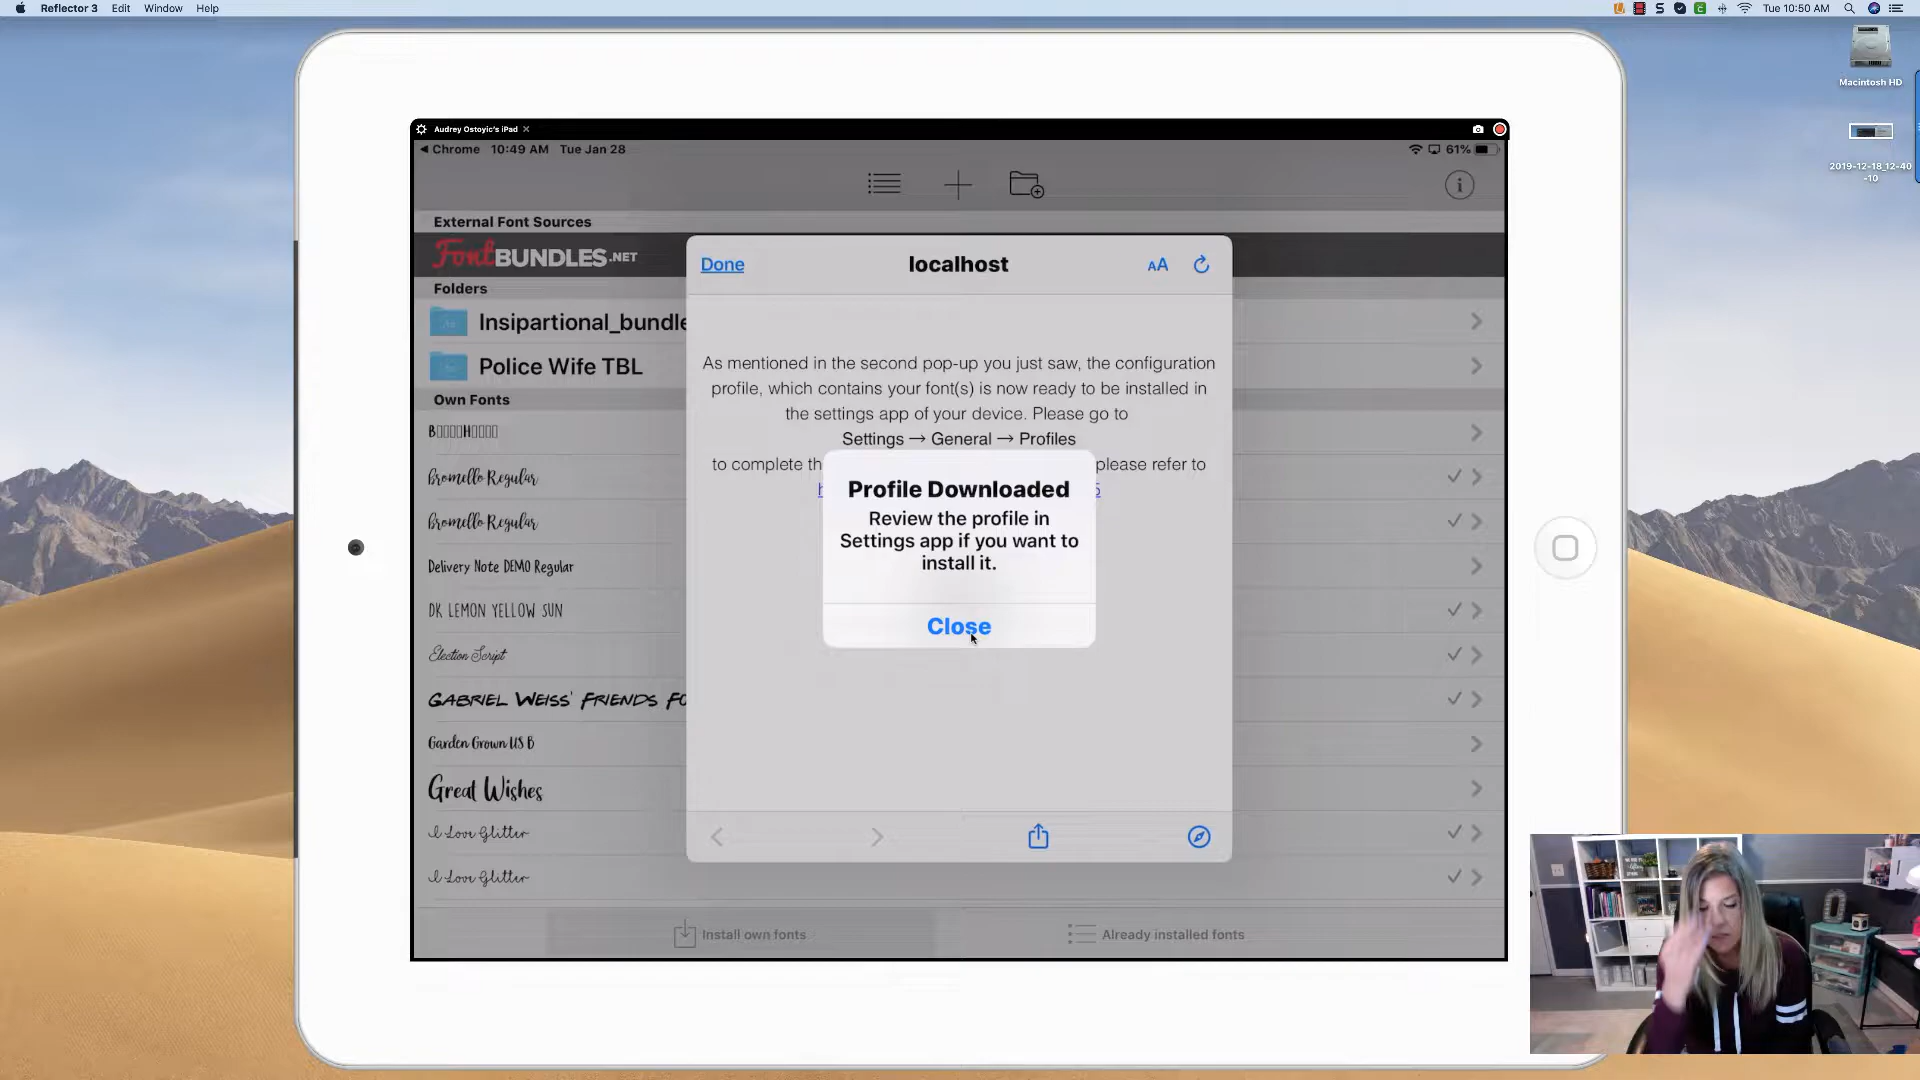 Reflector 3 Edit Window Help
Tue 10:50 AM
Macintosh HD
2019-12-18_12-40
-10
Audrey Ostoyic's iPad
Chrome 10:49 AM Tue Jan 28
61%
External Font Sources
FontBUNDLES.NET
Folders
Insipartional_bundle
Police Wife TBL
Own Fonts
Bromello Regular
Bromello Regular
Delivery Note DEMO Regular
DK LEMON YELLOW SUN
Election Script
GABRIEL WEISS' FRIENDS FO
Garden Grown US B
Great Wishes
I Love Glitter
I Love Glitter
Done
localhost
AA
As mentioned in the second pop-up you just saw, the configuration
profile, which contains your font(s) is now ready to be installed in
the settings app of your device. Please go to
Settings → General → Profiles
to complete th
please refer to
Profile Downloaded
Review the profile in
Settings app if you want to
install it.
Close
Install own fonts
Already installed fonts